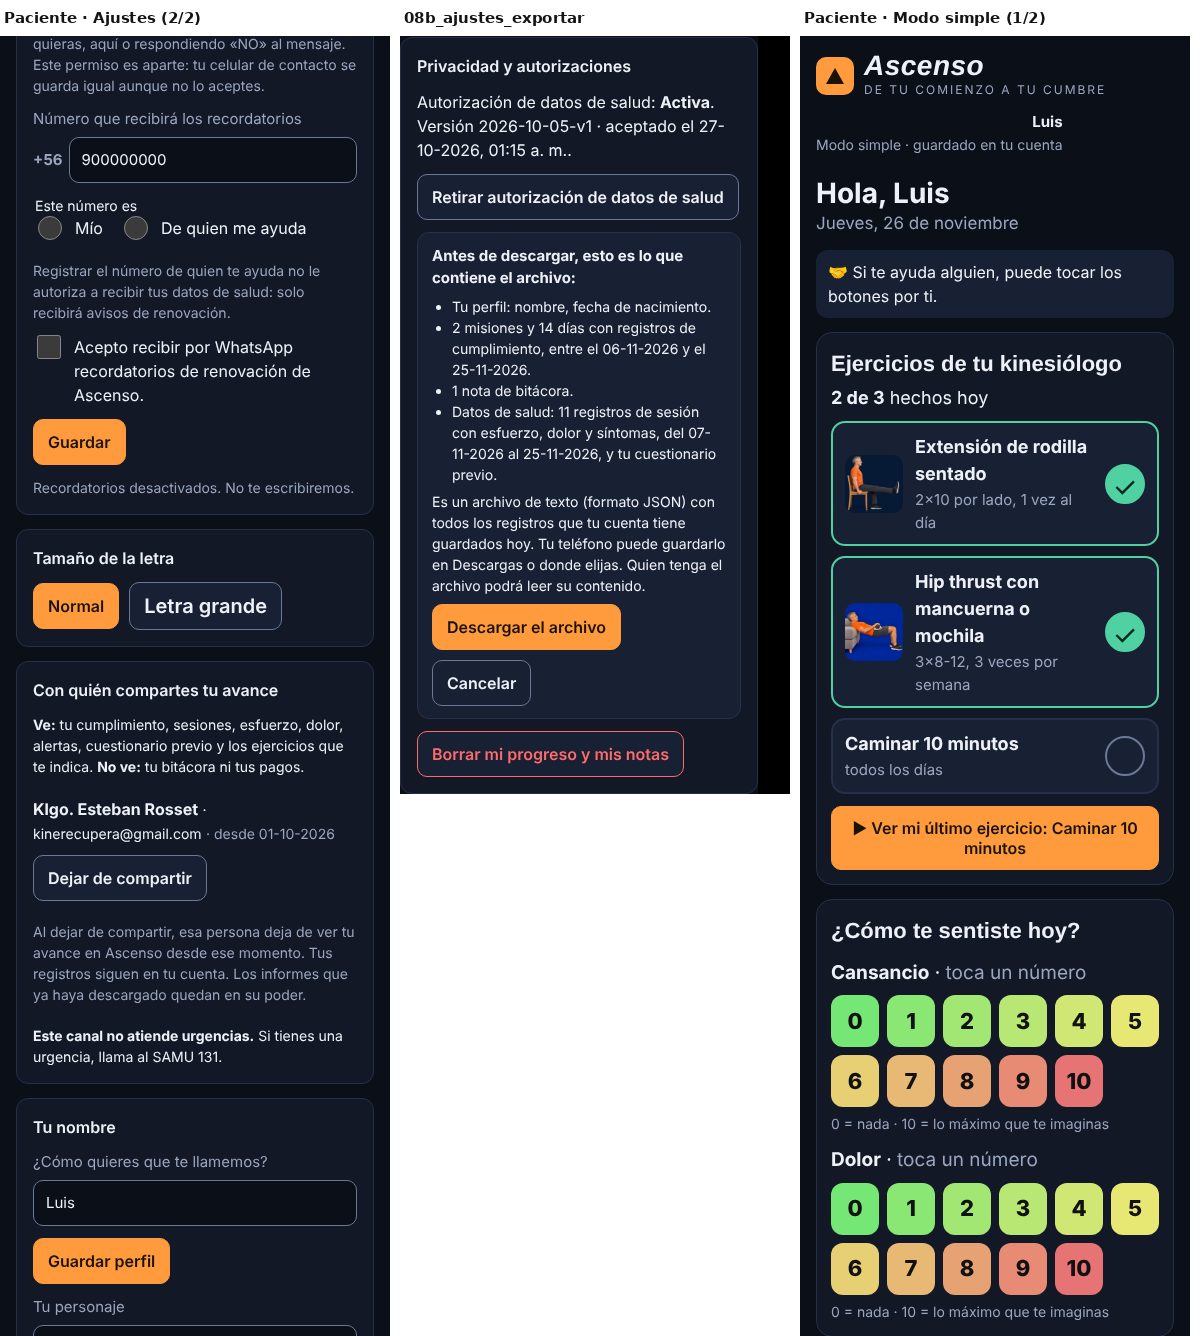 Paciente · Ajustes (2/2)
quieras, aquí o respondiendo «NO» al mensaje.
Este permiso es aparte: tu celular de contacto se
guarda igual aunque no lo aceptes.
Número que recibirá los recordatorios
+56 900000000
Este número es
Mío De quien me ayuda
Registrar el número de quien te ayuda no le
autoriza a recibir tus datos de salud: solo
recibirá avisos de renovación.
Acepto recibir por WhatsApp
recordatorios de renovación de
Ascenso.
Guardar
Recordatorios desactivados. No te escribiremos.
Tamaño de la letra
Normal Letra grande
Con quién compartes tu avance
Ve: tu cumplimiento, sesiones, esfuerzo, dolor,
alertas, cuestionario previo y los ejercicios que
te indica. No ve: tu bitácora ni tus pagos.
Klgo. Esteban Rosset ·
kinerecupera@gmail.com · desde 01-10-2026
Dejar de compartir
Al dejar de compartir, esa persona deja de ver tu
avance en Ascenso desde ese momento. Tus
registros siguen en tu cuenta. Los informes que
ya haya descargado quedan en su poder.
Este canal no atiende urgencias. Si tienes una
urgencia, llama al SAMU 131.
Tu nombre
¿Cómo quieres que te llamemos?
Luis
Guardar perfil
Tu personaje
08b_ajustes_exportar
Privacidad y autorizaciones
Autorización de datos de salud: Activa.
Versión 2026-10-05-v1 · aceptado el 27-
10-2026, 01:15 a. m..
Retirar autorización de datos de salud
Antes de descargar, esto es lo que
contiene el archivo:
• Tu perfil: nombre, fecha de nacimiento.
• 2 misiones y 14 días con registros de
cumplimiento, entre el 06-11-2026 y el
25-11-2026.
• 1 nota de bitácora.
• Datos de salud: 11 registros de sesión
con esfuerzo, dolor y síntomas, del 07-
11-2026 al 25-11-2026, y tu cuestionario
previo.
Es un archivo de texto (formato JSON) con
todos los registros que tu cuenta tiene
guardados hoy. Tu teléfono puede guardarlo
en Descargas o donde elijas. Quien tenga el
archivo podrá leer su contenido.
Descargar el archivo
Cancelar
Borrar mi progreso y mis notas
Paciente · Modo simple (1/2)
Ascenso
DE TU COMIENZO A TU CUMBRE
Luis
Modo simple · guardado en tu cuenta
Hola, Luis
Jueves, 26 de noviembre
🤝 Si te ayuda alguien, puede tocar los
botones por ti.
Ejercicios de tu kinesiólogo
2 de 3 hechos hoy
Extensión de rodilla
sentado
2×10 por lado, 1 vez al
día
Hip thrust con
mancuerna o
mochila
3×8-12, 3 veces por
semana
Caminar 10 minutos
todos los días
▶ Ver mi último ejercicio: Caminar 10
minutos
¿Cómo te sentiste hoy?
Cansancio · toca un número
0 1 2 3 4 5
6 7 8 9 10
0 = nada · 10 = lo máximo que te imaginas
Dolor · toca un número
0 1 2 3 4 5
6 7 8 9 10
0 = nada · 10 = lo máximo que te imaginas